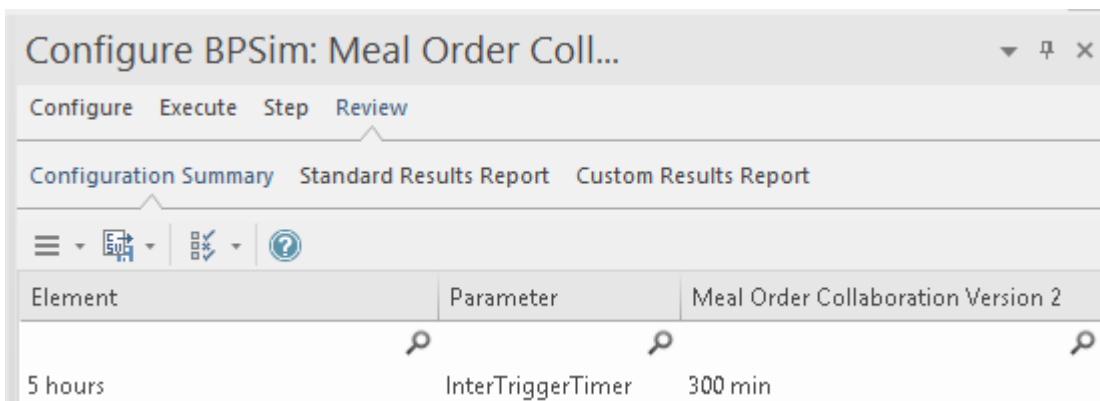 Configure BPSim: Meal Order Coll...
Configure Execute Step Review
Configuration Summary Standard Results Report Custom Results Report
Element Parameter Meal Order Collaboration Version 2
5 hours InterTriggerTimer 300 min